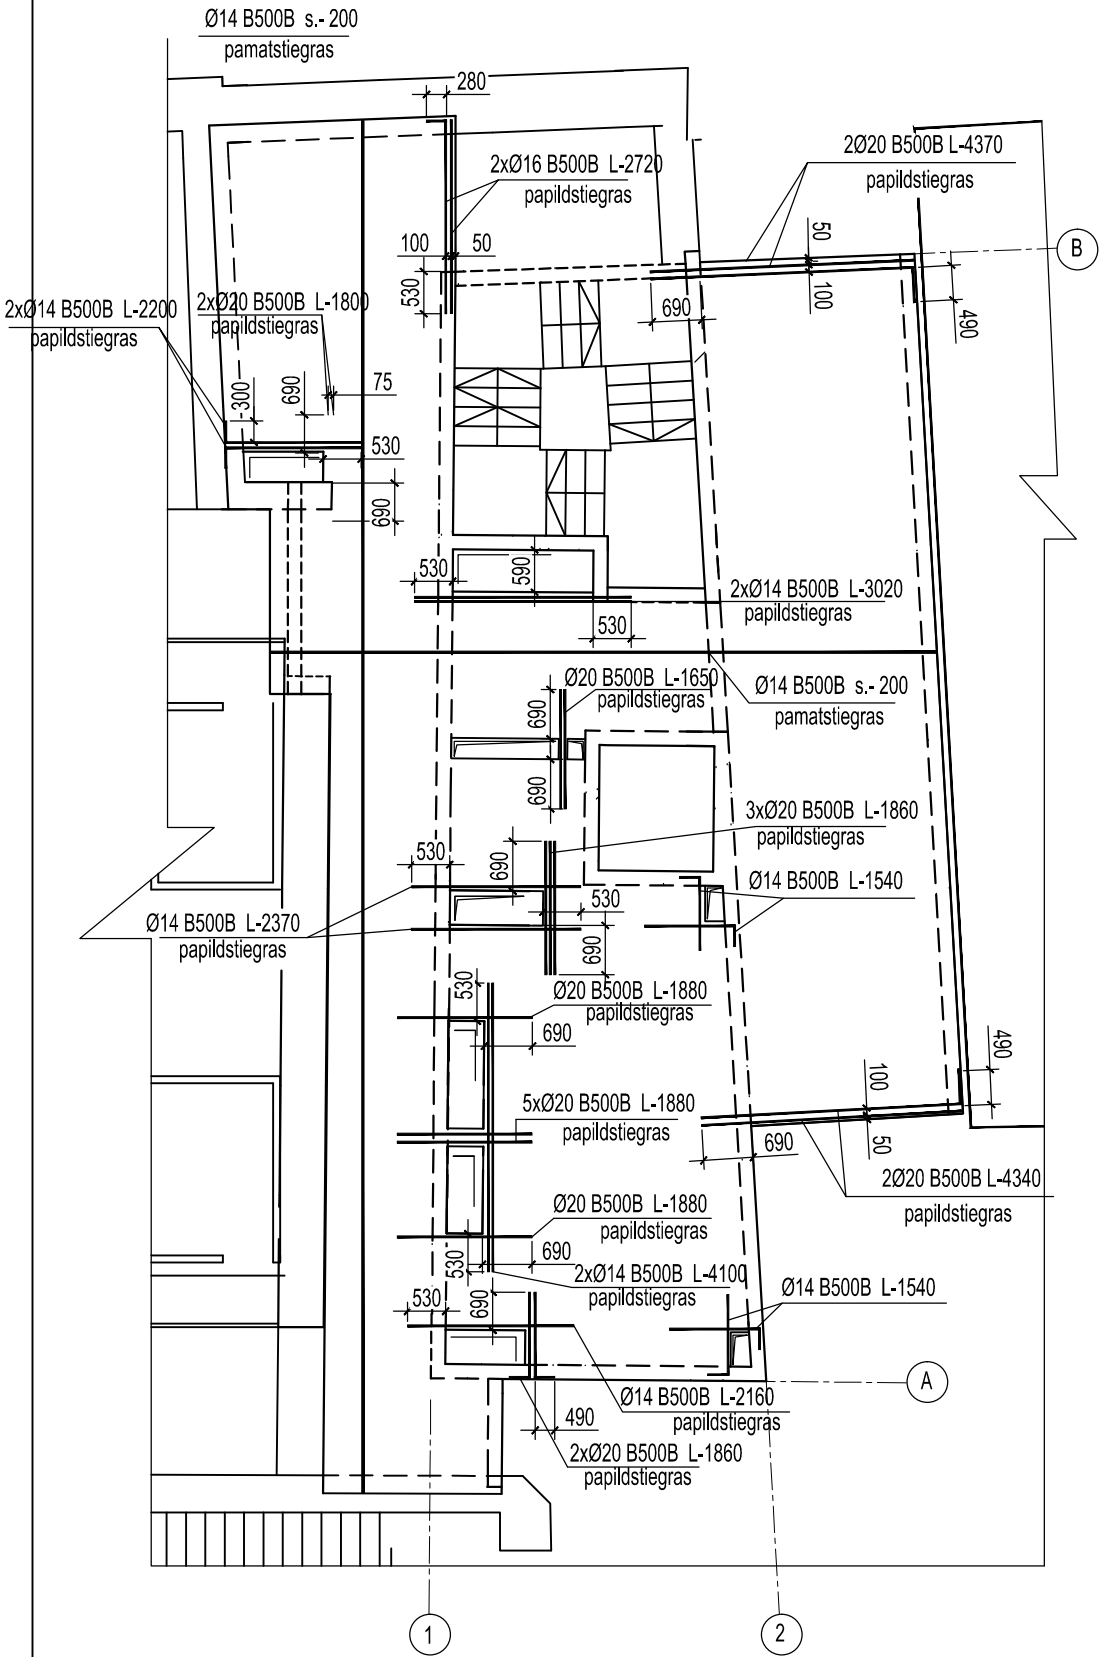 Ø14 B500B s.- 200
pamatstiegras
280
2xØ16 B500B L-2720
papildstiegras
2Ø20 B500B L-4370
papildstiegras
100
50
50
B
530
100
690
490
2xØ14 B500B L-2200
papildstiegras
2xØ20 B500B L-1800
papildstiegras
75
300
690
530
690
530
590
2xØ14 B500B L-3020
papildstiegras
530
Ø20 B500B L-1650
papildstiegras
Ø14 B500B s.- 200
pamatstiegras
690
690
3xØ20 B500B L-1860
papildstiegras
530
690
Ø14 B500B L-1540
530
Ø14 B500B L-2370
papildstiegras
690
530
Ø20 B500B L-1880
papildstiegras
690
490
5xØ20 B500B L-1880
papildstiegras
100
50
690
2Ø20 B500B L-4340
papildstiegras
Ø20 B500B L-1880
papildstiegras
690
530
2xØ14 B500B L-4100
papildstiegras
530
690
Ø14 B500B L-1540
A
Ø14 B500B L-2160
papildstiegras
490
2xØ20 B500B L-1860
papildstiegras
1
2